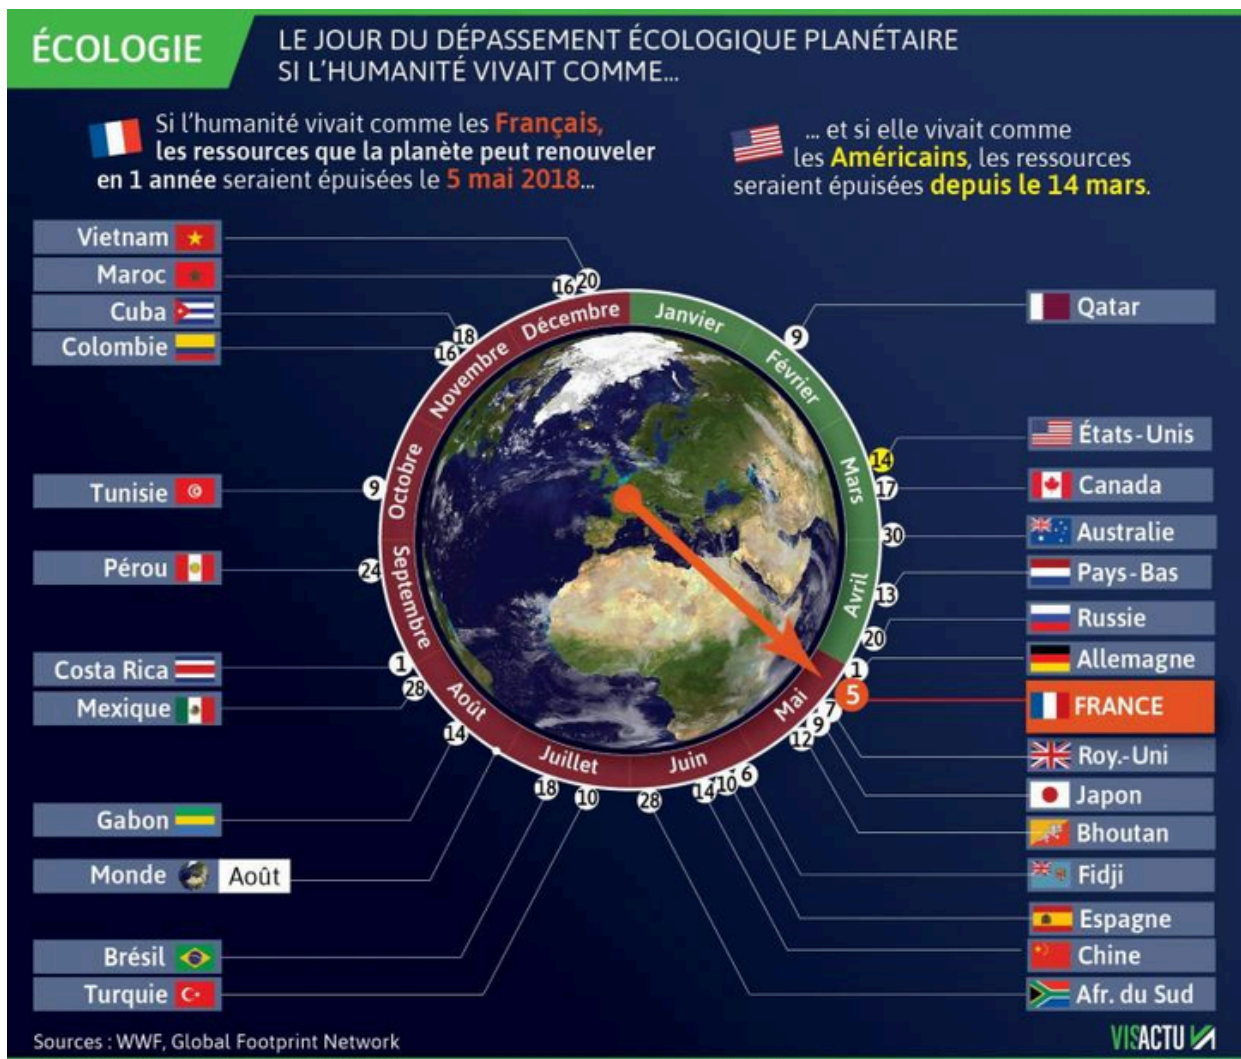 ÉCOLOGIE
LE JOUR DU DÉPASSEMENT ÉCOLOGIQUE PLANÉTAIRE
SI L'HUMANITÉ VIVAIT COMME...
Si l'humanité vivait comme les Français,
les ressources que la planète peut renouveler
en 1 année seraient épuisées le 5 mai 2018...
... et si elle vivait comme
les Américains, les ressources
seraient épuisées depuis le 14 mars.
Vietnam
Maroc
Cuba
Colombie
Tunisie
Pérou
Costa Rica
Mexique
Gabon
Monde Août
Brésil
Turquie
20
16
18
16
9
24
1
28
14
18
10
Janvier
Février
Mars
Avril
Mai
Juin
Juillet
Août
Septembre
Octobre
Novembre
Décembre
9
14
17
30
13
20
1
5
7
9
12
6
10
14
28
Qatar
États-Unis
Canada
Australie
Pays-Bas
Russie
Allemagne
FRANCE
Roy.-Uni
Japon
Bhoutan
Fidji
Espagne
Chine
Afr. du Sud
Sources : WWF, Global Footprint Network
VISACTU